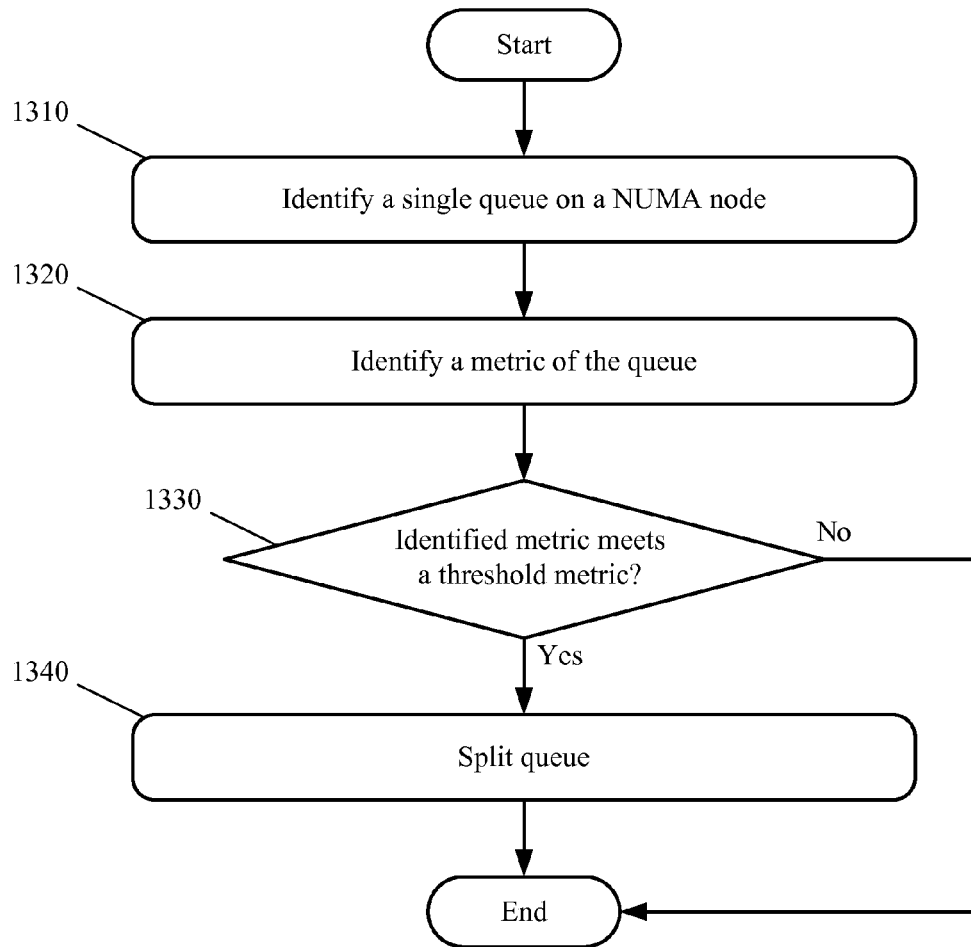 Start
1310
Identify a single queue on a NUMA node
1320
Identify a metric of the queue
1330
Identified metric meets
a threshold metric?
No
Yes
1340
Split queue
End